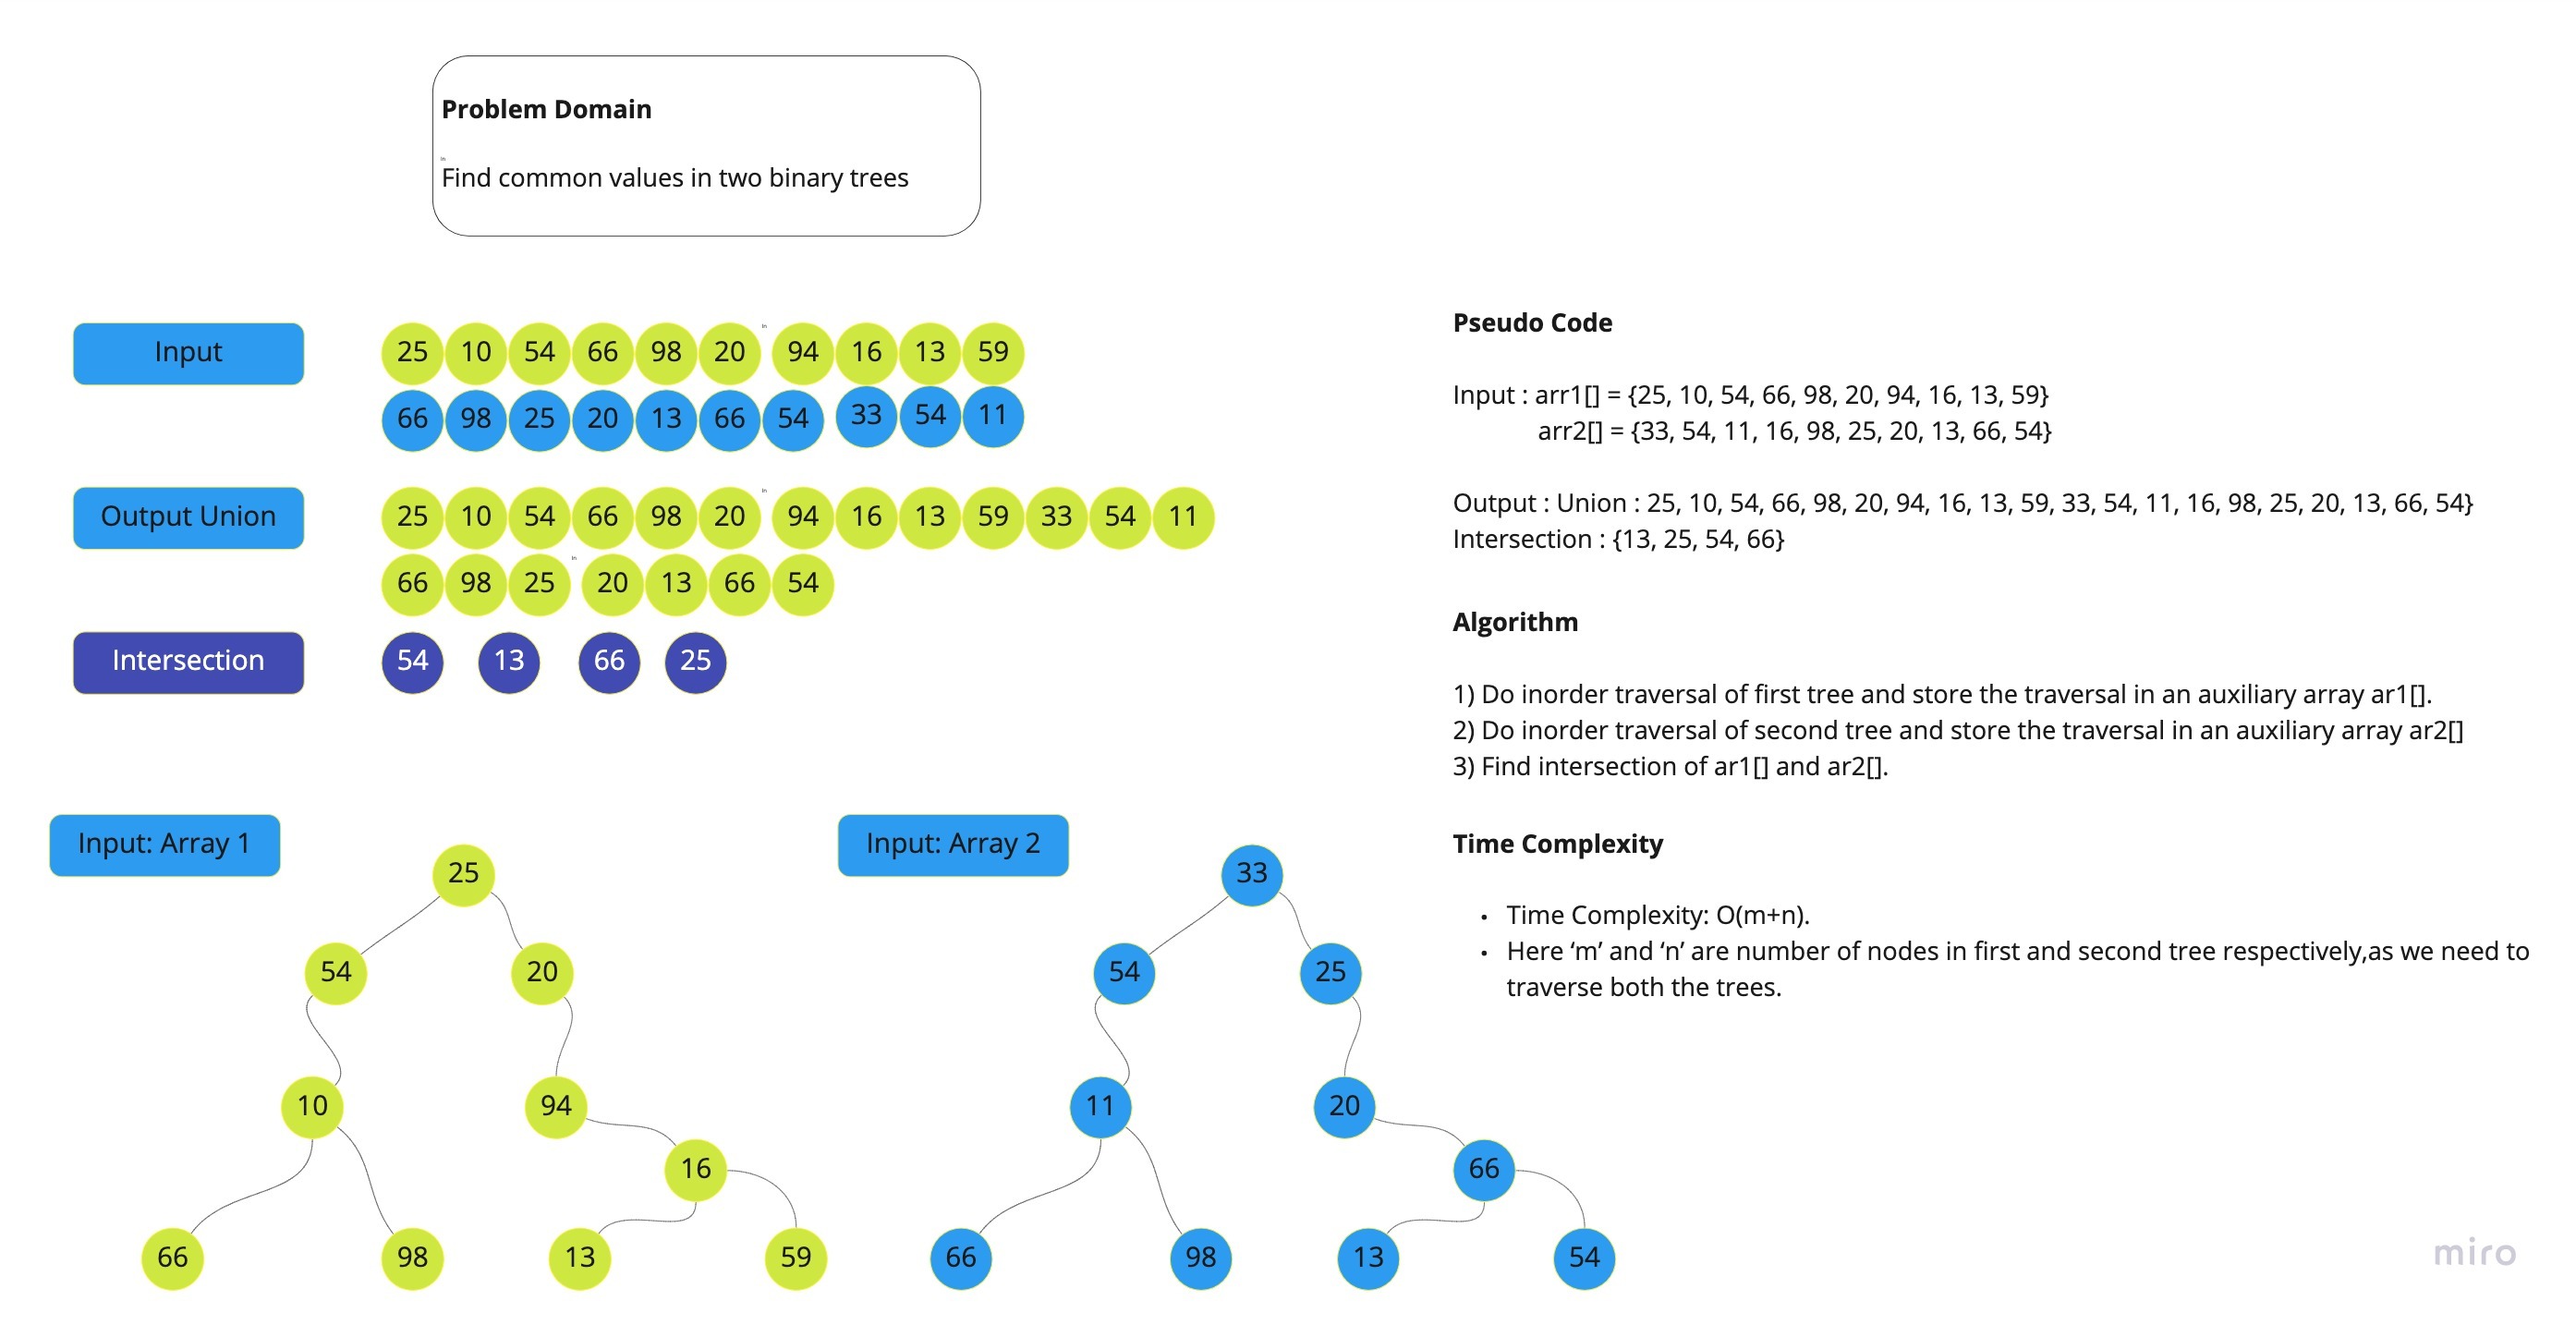 Problem Domain
Find common values in two binary trees
Input
25 10 54 66 98 20 94 16 13 59
66 98 25 20 13 66 54 33 54 11
Output Union
25 10 54 66 98 20 94 16 13 59 33 54 11
66 98 25 20 13 66 54
Intersection
54 13 66 25
Pseudo Code
Input : arr1[] = {25, 10, 54, 66, 98, 20, 94, 16, 13, 59}
arr2[] = {33, 54, 11, 16, 98, 25, 20, 13, 66, 54}
Output : Union : 25, 10, 54, 66, 98, 20, 94, 16, 13, 59, 33, 54, 11, 16, 98, 25, 20, 13, 66, 54}
Intersection : {13, 25, 54, 66}
Algorithm
1) Do inorder traversal of first tree and store the traversal in an auxiliary array ar1[].
2) Do inorder traversal of second tree and store the traversal in an auxiliary array ar2[]
3) Find intersection of ar1[] and ar2[].
Time Complexity
• Time Complexity: O(m+n).
• Here ‘m’ and ‘n’ are number of nodes in first and second tree respectively,as we need to
traverse both the trees.
Input: Array 1
25
54 20
10 94
16
66 98 13 59
Input: Array 2
33
54 25
11 20
66
66 98 13 54
miro